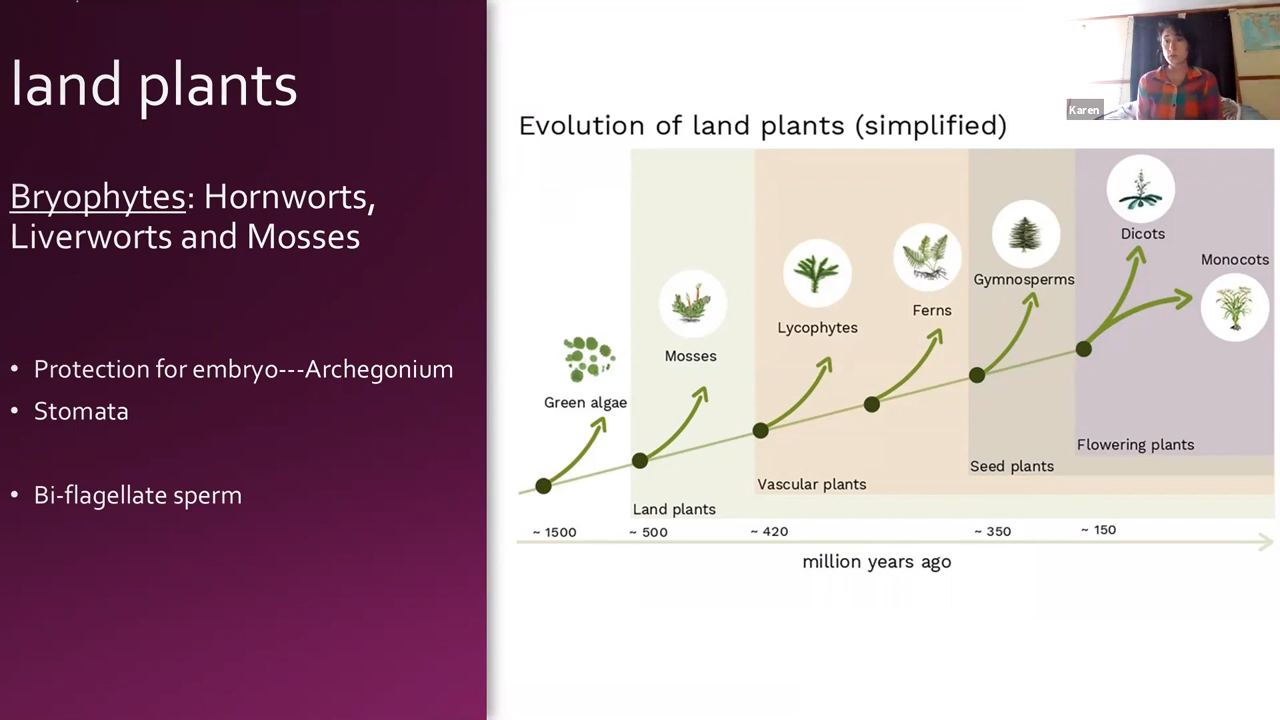 land plants
Bryophytes: Hornworts,
Liverworts and Mosses
• Protection for embryo---Archegonium
• Stomata
• Bi-flagellate sperm
Karen
Evolution of land plants (simplified)
Dicots
Monocots
Gymnosperms
Ferns
Lycophytes
Mosses
Green algae
Flowering plants
Seed plants
Vascular plants
Land plants
~ 1500
~ 500
~ 420
~ 350
~ 150
million years ago